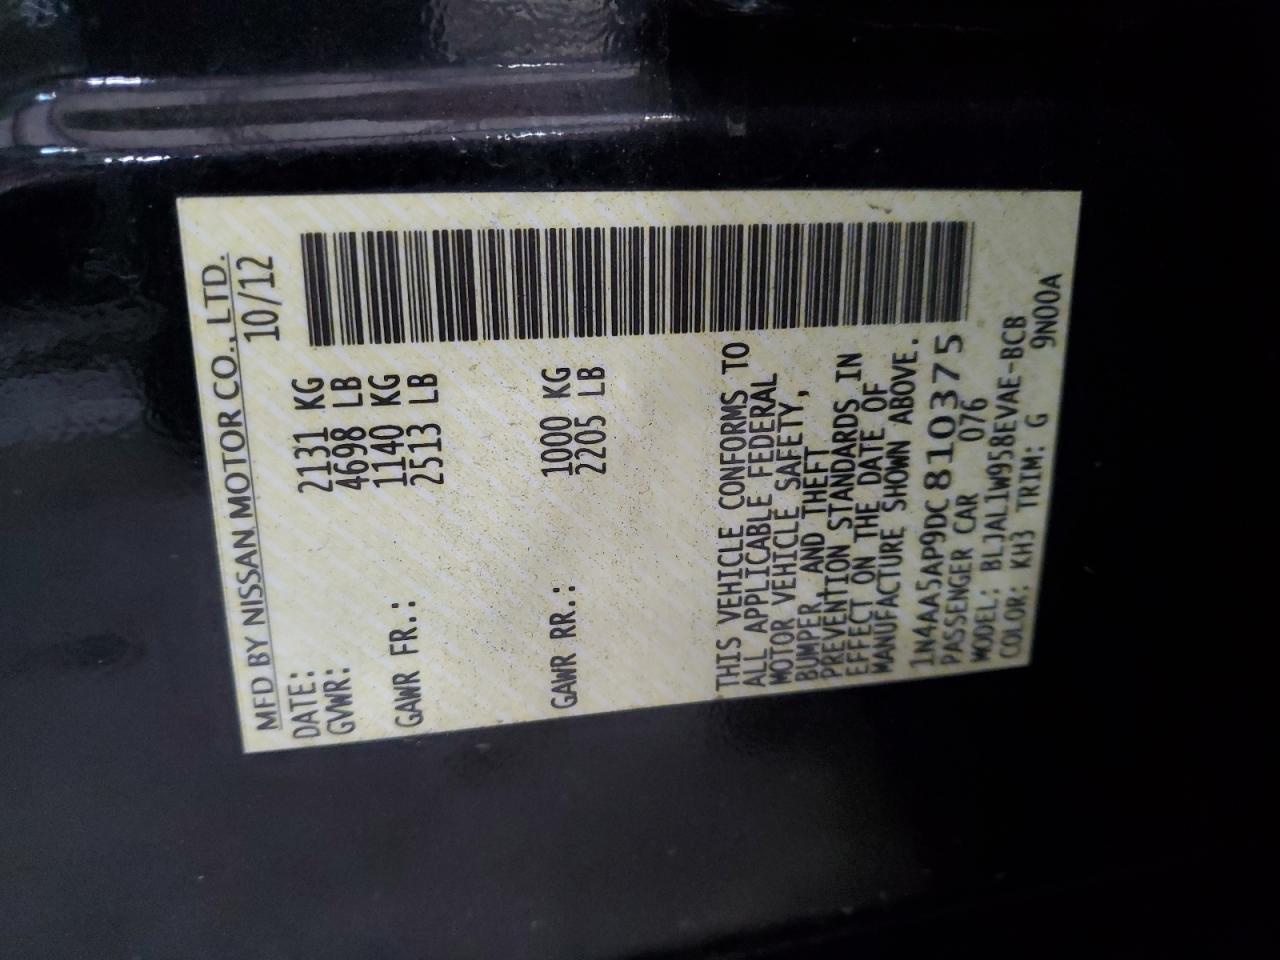 MFD BY NISSAN MOTOR CO., LTD.
DATE: 10/12
GVWR: 2131 KG
4698 LB
GAWR FR.: 1140 KG
2513 LB
GAWR RR.: 1000 KG
2205 LB
THIS VEHICLE CONFORMS TO
ALL APPLICABLE FEDERAL
MOTOR VEHICLE SAFETY,
BUMPER, AND THEFT
PREVENTION STANDARDS IN
EFFECT ON THE DATE OF
MANUFACTURE SHOWN ABOVE.
1N4AA5AP9DC810375
PASSENGER CAR 076
MODEL: BLJALIW958EVAE-BCB
COLOR: KH3 TRIM: G 9N00A